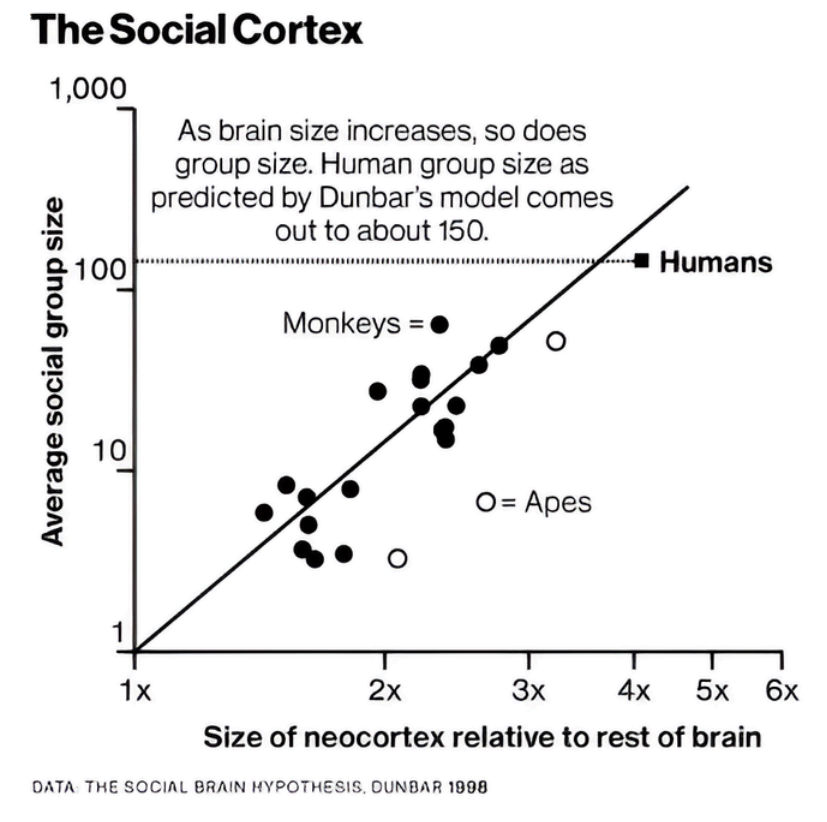 The Social Cortex
1,000
As brain size increases, so does
group size. Human group size as
predicted by Dunbar's model comes
out to about 150.
Average social group size
100
Humans
Monkeys =
10
= Apes
1
1x 2x 3x 4x 5x 6x
Size of neocortex relative to rest of brain
DATA: THE SOCIAL BRAIN HYPOTHESIS, DUNBAR 1998